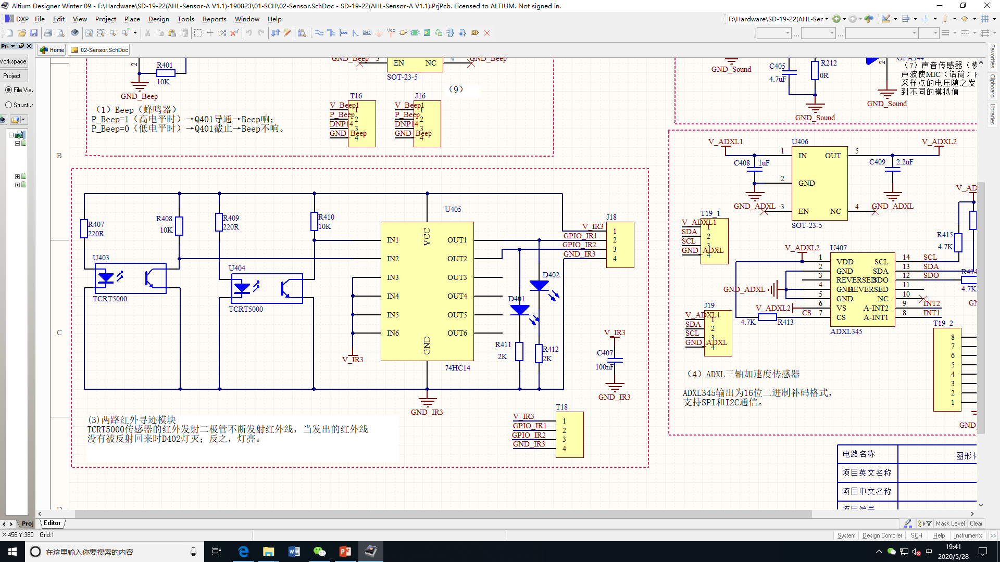 Altium Designer Winter 09 - F:\Hardware\SD-19-22(AHL-Sensor-A V1.1)-190823\01-SCH\02-Sensor.SchDoc - SD-19-22(AHL-Sensor-A V1.1).PrjPcb. Licensed to ALTIUM. Not signed in.
DXP File Edit View Project Place Design Tools Reports Window Help
F:\Hardware\SD-19-22(AHL-Ser
Home 02-Sensor.SchDoc
Workspace
Project
File View
Structur
Favorites
Clipboard
Libraries
B
C
D
2
R401
10K
GND_Beep
（1）Beep（蜂鸣器）
P_Beep=1（高电平时）→Q401导通→Beep响；
P_Beep=0（低电平时）→Q401截止→Beep不响。
GND_Beep 3 EN NC 4 GND_Beep
SOT-23-5
（9）
T16
V_Beep1 1
P_Beep 2
DNP14 3
GND_Beep 4
J16
V_Beep1 1
P_Beep 2
DNP14 3
GND_Beep 4
GND_Sound
C405
4.7uF
R212
0R
GND_Sound
2
OPA344
GND_Sound
（7）声音传感器（模
声波使MIC（话筒）内
采样点的电压随之发
到不同的模拟值
R407
220R
R408
10K
R409
220R
R410
10K
U403
TCRT5000
U404
TCRT5000
U405
VCC
IN1 OUT1
IN2 OUT2
IN3 OUT3
IN4 OUT4
IN5 OUT5
IN6 OUT6
GND
74HC14
V_IR3
GND_IR3
J18
V_IR3 1
GPIO_IR1 2
GPIO_IR2 3
GND_IR3 4
D402
D401
R411
2K
R412
2K
V_IR3
C407
100nF
GND_IR3
T18
V_IR3 1
GPIO_IR1 2
GPIO_IR2 3
GND_IR3 4
(3)两路红外寻迹模块
TCRT5000传感器的红外发射二极管不断发射红外线，当发出的红外线
没有被反射回来时D402灯灭；反之，灯亮。
V_ADXL1
U406
V_ADXL2
1 IN OUT 5
C408 1uF
C409 2.2uF
2 GND
GND_ADXL 3 EN NC 4 GND_ADXL
SOT-23-5
T19_1
V_ADXL1 1
SDA 2
SCL 3
GND_ADXL 4
V_AD
R415
4.7K
R414
4.7K
V_ADXL2
U407
1 VDD SCL 14 SCL
2 GND SDA 13 SDA
3 REVERSED SDO 12 SDO
4 GND REVERSED 11
5 GND NC 10
6 VS A-INT2 9 INT2
7 CS A-INT1 8 INT1
ADXL345
GND_ADXL
V_ADXL2
CS
4.7K R413
J19
V_ADXL1 1
SDA 2
SCL 3
GND_ADXL 4
T19_2
8
7
6
5
4
3
2
1
GND_
（4）ADXL三轴加速度传感器
ADXL345输出为16位二进制补码格式，
支持SPI和I2C通信。
电路名称
项目英文名称
项目中文名称
项目编号
Proj
Editor
Mask Level Clear
X:456 Y:380 Grid:1
System Design Compiler SCH Help Instruments >>
在这里输入你要搜索的内容
中
19:41
2020/5/28